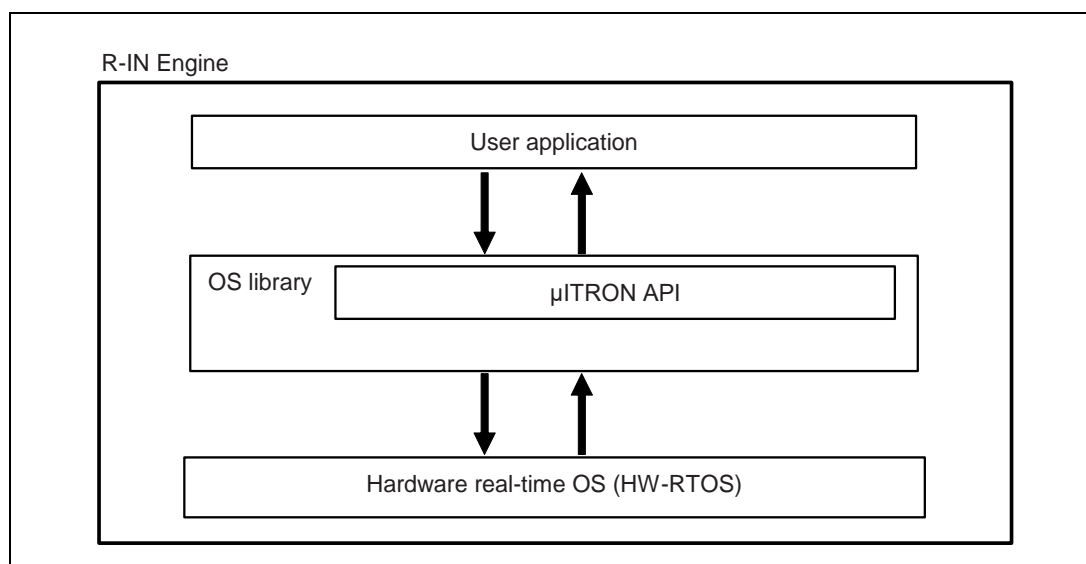 R-IN Engine
User application
OS library
µITRON API
Hardware real-time OS (HW-RTOS)